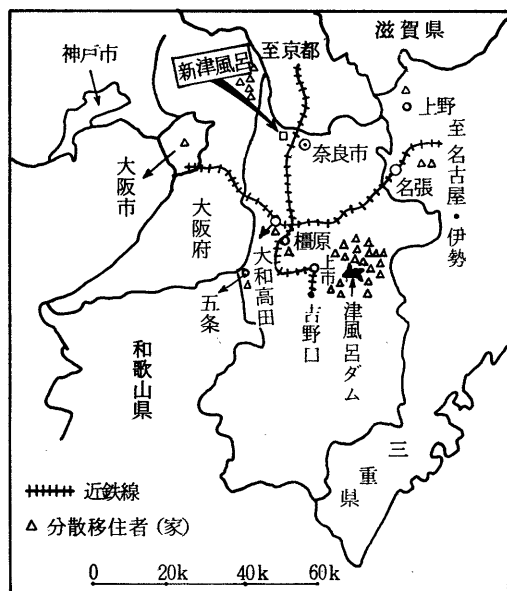 滋賀県
神戸市
新津風呂
至京都
上野
至名古屋・伊勢
奈良市
大阪市
大阪府
名張
橿原
大和高田
上市
五条
吉野口
津風呂ダム
和歌山県
三重県
近鉄線
△ 分散移住者(家)
0 20k 40k 60k